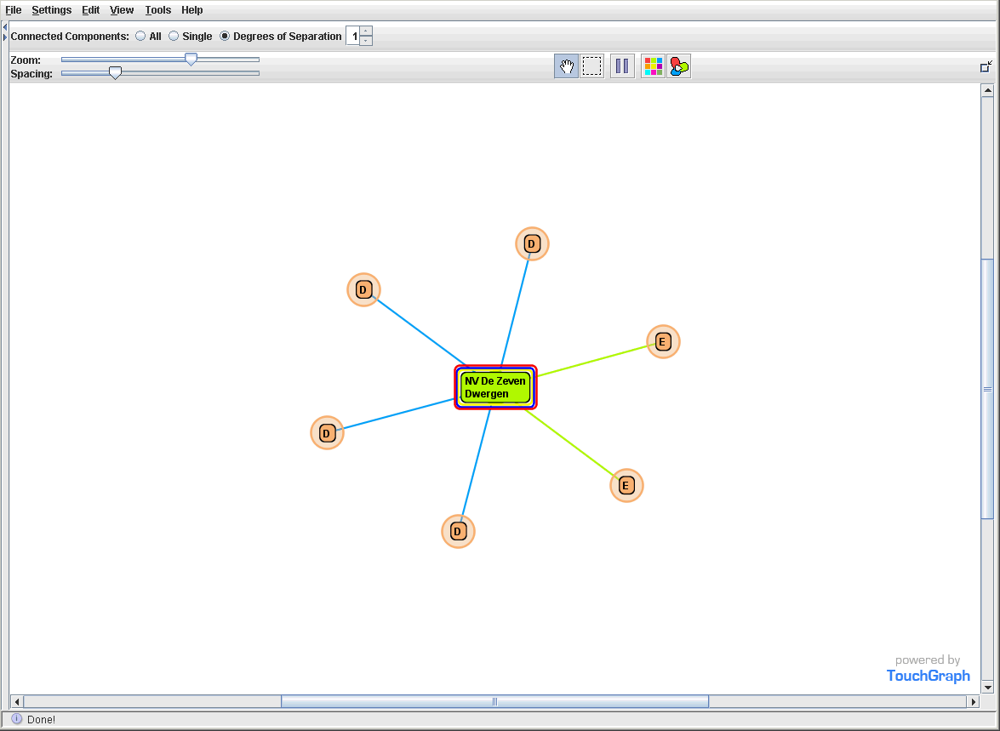 File Settings Edit View Tools Help
Connected Components: All Single Degrees of Separation 1
Zoom:
Spacing:
D
D
E
NV De Zeven
Dwergen
D
E
D
powered by
TouchGraph
Done!